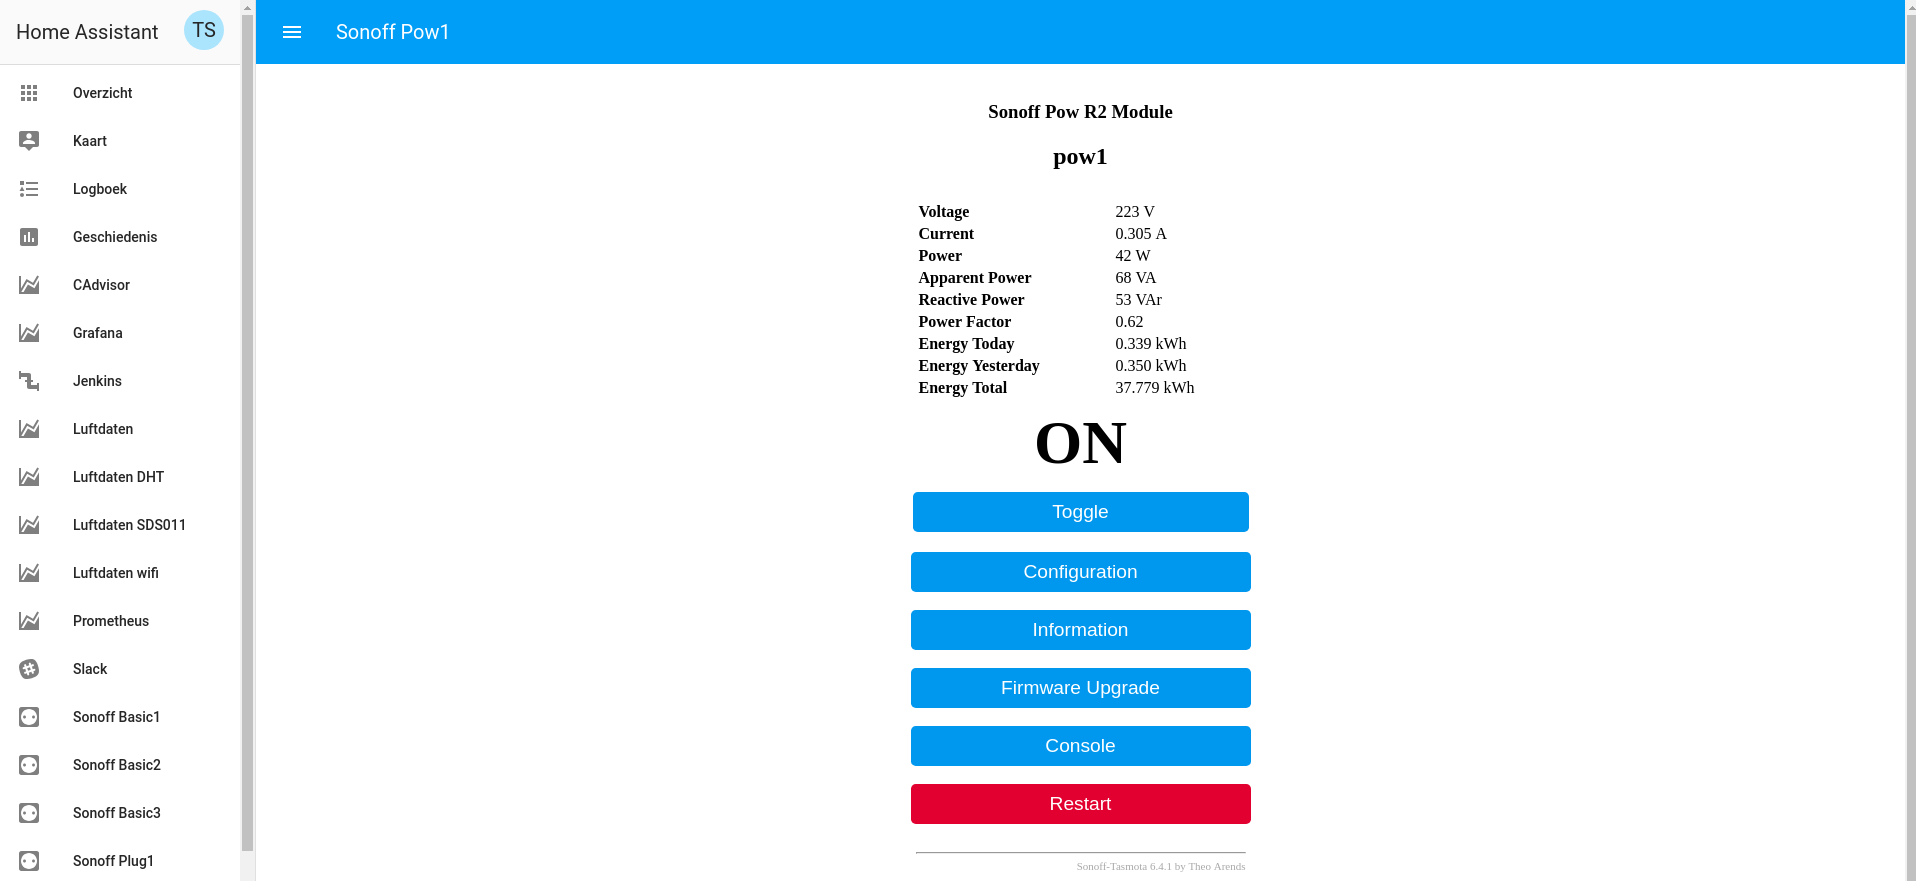 Home Assistant
TS
Sonoff Pow1
Overzicht
Kaart
Logboek
Geschiedenis
CAdvisor
Grafana
Jenkins
Luftdaten
Luftdaten DHT
Luftdaten SDS011
Luftdaten wifi
Prometheus
Slack
Sonoff Basic1
Sonoff Basic2
Sonoff Basic3
Sonoff Plug1
Sonoff Pow R2 Module
pow1
Voltage 223 V
Current 0.305 A
Power 42 W
Apparent Power 68 VA
Reactive Power 53 VAr
Power Factor 0.62
Energy Today 0.339 kWh
Energy Yesterday 0.350 kWh
Energy Total 37.779 kWh
ON
Toggle
Configuration
Information
Firmware Upgrade
Console
Restart
Sonoff-Tasmota 6.4.1 by Theo Arends